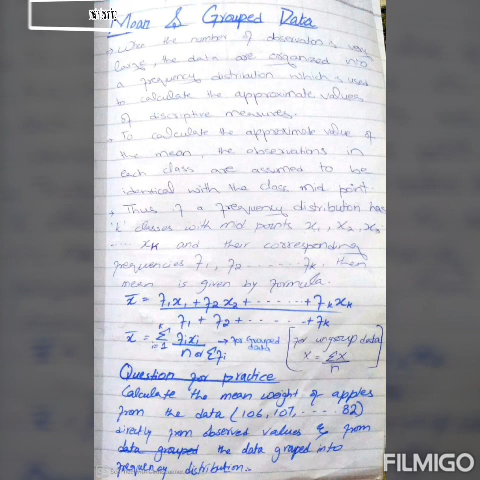 Mean & Grouped Data
→ When the number of observations is very
large, the data are organized into
a frequency distribution which is used
to calculate the approximate values
of discriptive measures.
→ To calculate the approximate value of
the mean, the observations in
each class are assumed to be
identical with the class mid point
→ Thus if a frequency distribution has
'k' classes with mid points x1, x2, x3
.... xk and their corresponding
frequencies f1, f2 ....... fk, then
mean is given by formula.
x̄ = f1x1 + f2x2 + ...... + fkxk
f1 + f2 + ...... + fk
x̄ = Σ i=1 k fixi / n or Σfi → for Grouped data [for ungroup data x̄ = Σx / n]
Question for practice
Calculate the mean weight of apples
from the data (106, 107, .... 82)
directly from observed values & from
data grouped the data graped into
frequency distribution.
FILMIGO